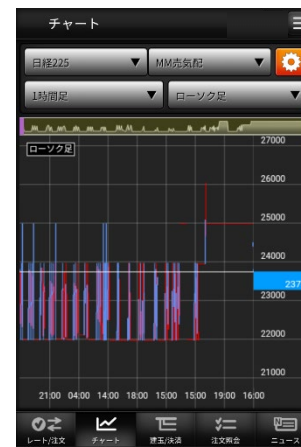 チャート
日経225 ▼ MM売気配 ▼
1時間足 ▼ ローソク足 ▼
ローソク足
27000
26000
25000
24000
237
23000
22000
21000
21:00 04:00 14:00 18:00 15:00 15:00 19:00 16:00
レート/注文 チャート 建玉/決済 注文照会 ニュース